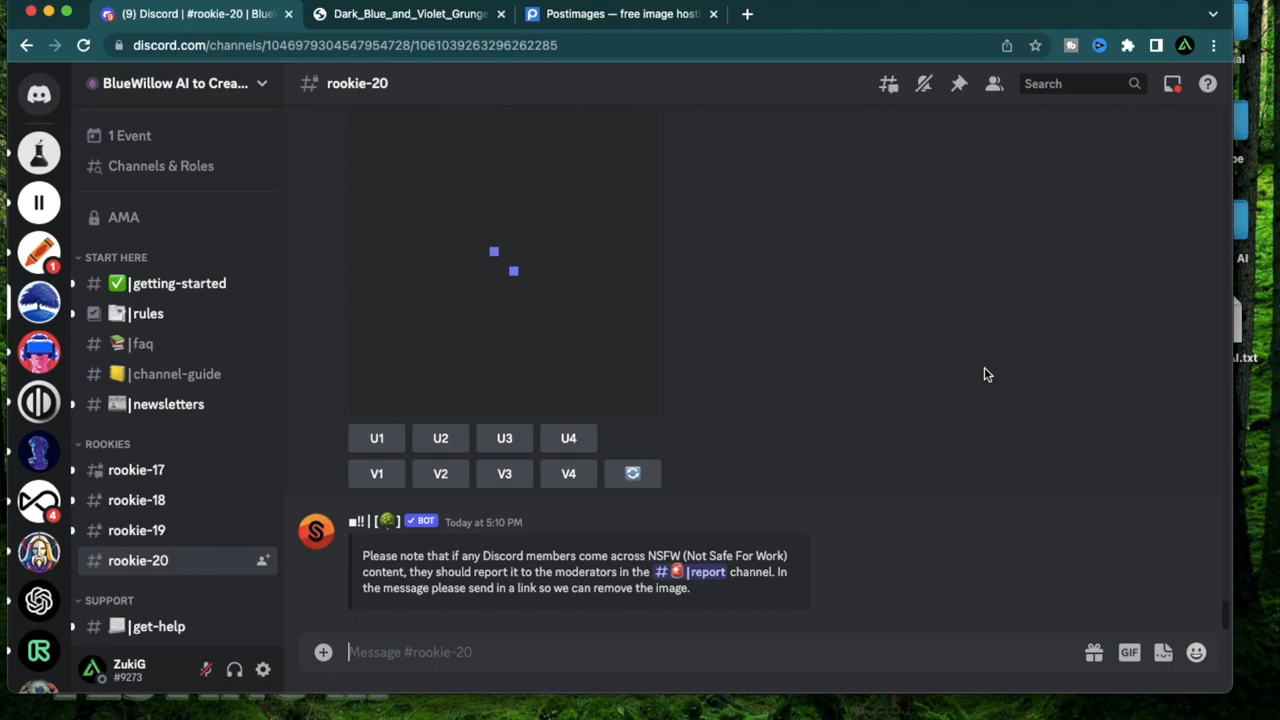 (9) Discord | #rookie-20 | Blue
Dark_Blue_and_Violet_Grunge
Postimages — free image host
discord.com/channels/1046979304547954728/1061039263296262285
BlueWillow AI to Crea...
rookie-20
Search
1 Event
Channels & Roles
AMA
START HERE
|getting-started
|rules
|faq
|channel-guide
|newsletters
ROOKIES
rookie-17
rookie-18
rookie-19
rookie-20
SUPPORT
|get-help
ZukiG
#9273
U1 U2 U3 U4
V1 V2 V3 V4
■!! | [ ] BOT Today at 5:10 PM
Please note that if any Discord members come across NSFW (Not Safe For Work)
content, they should report it to the moderators in the # |report channel. In
the message please send in a link so we can remove the image.
Message #rookie-20
GIF
1
4
AI